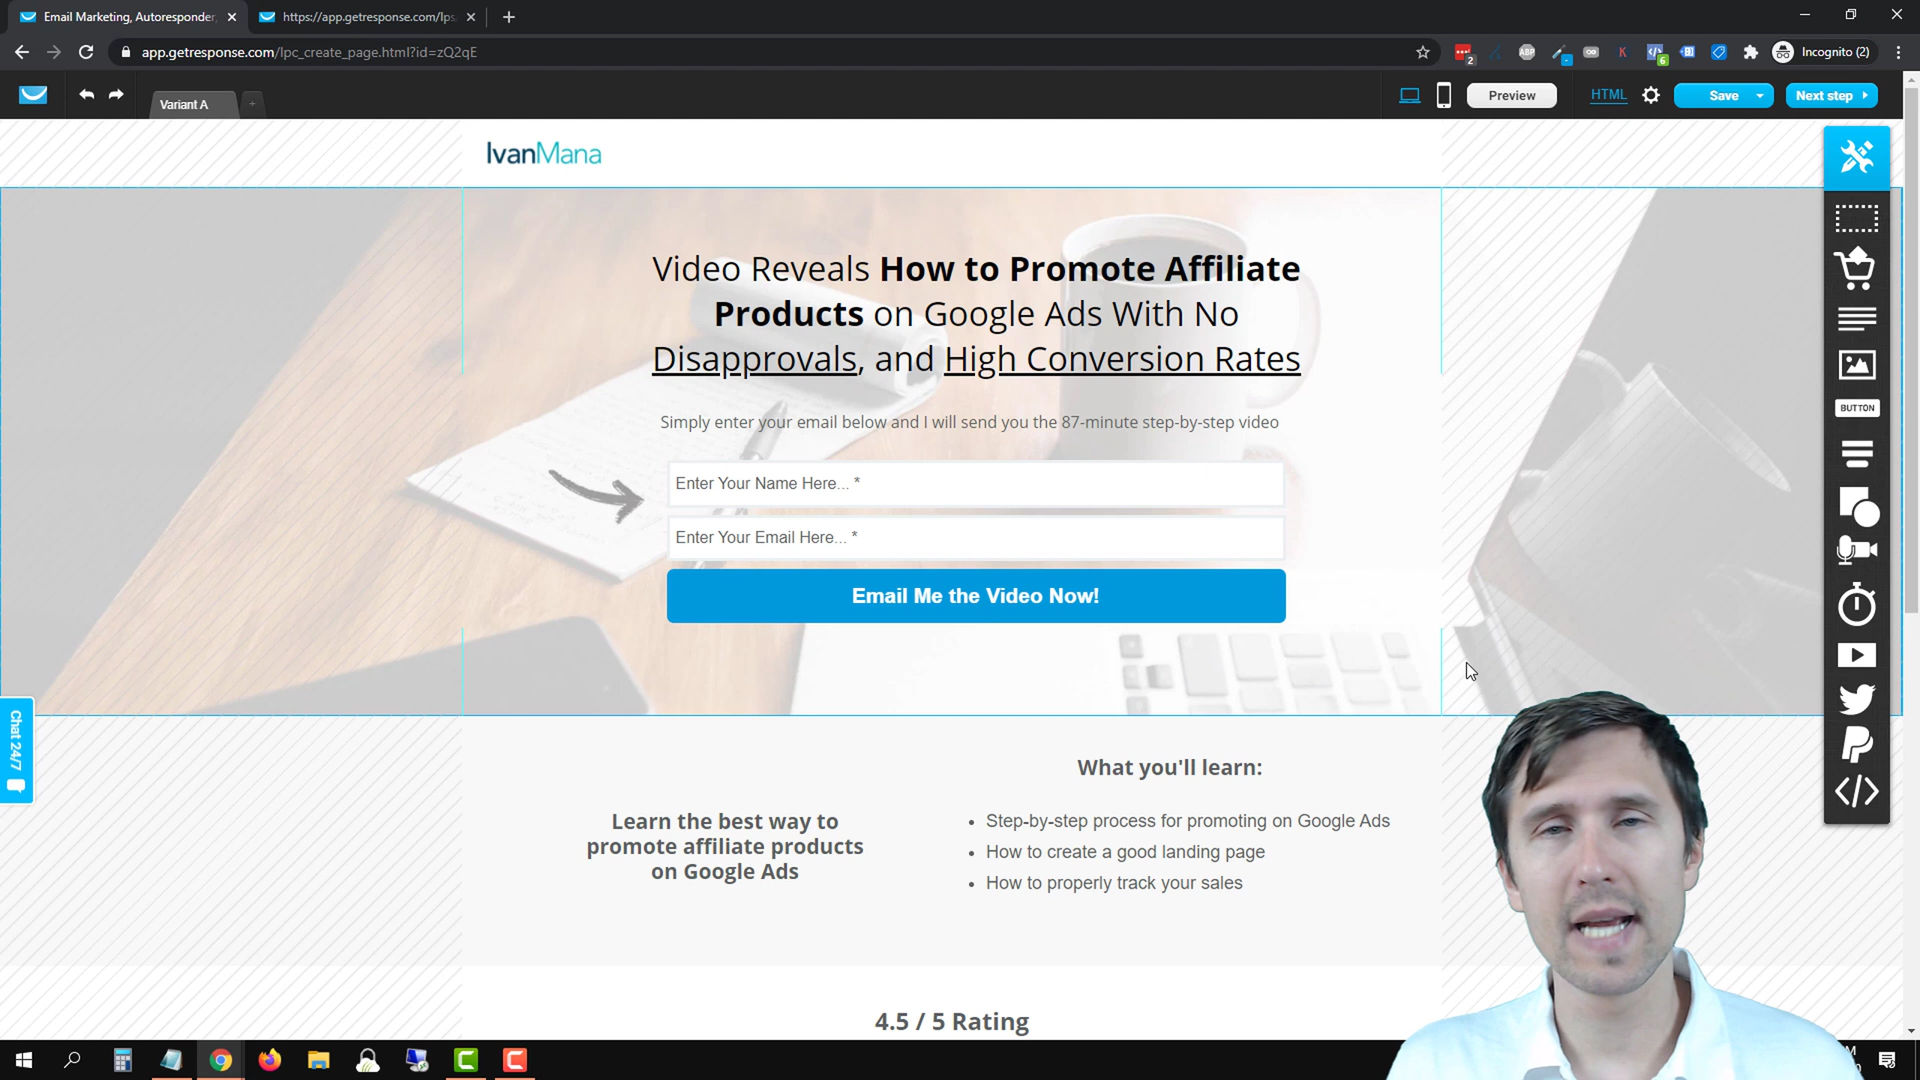 Email Marketing, Autoresponder,
https://app.getresponse.com/lps
app.getresponse.com/lpc_create_page.html?id=zQ2qE
2
ABP
K
6
Incognito (2)
Variant A
+
Preview
HTML
Save
Next step
IvanMana
Video Reveals How to Promote Affiliate
Products on Google Ads With No
Disapprovals, and High Conversion Rates
Simply enter your email below and I will send you the 87-minute step-by-step video
Enter Your Name Here... *
Enter Your Email Here... *
Email Me the Video Now!
BUTTON
Chat 24/7
What you'll learn:
Learn the best way to
promote affiliate products
on Google Ads
• Step-by-step process for promoting on Google Ads
• How to create a good landing page
• How to properly track your sales
4.5 / 5 Rating